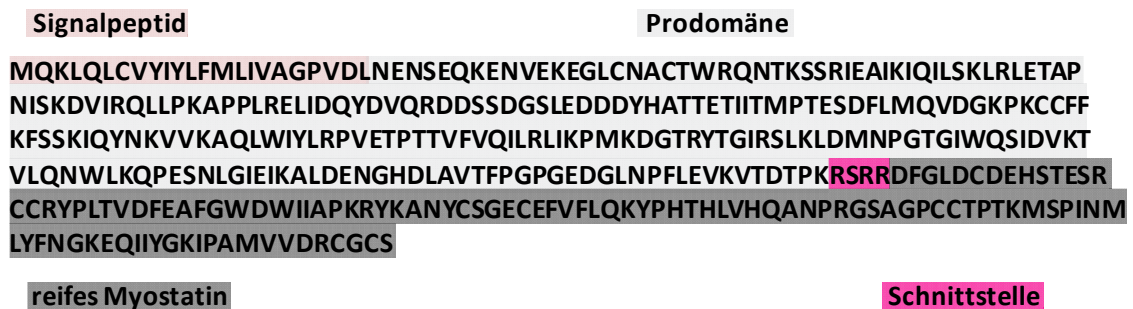 Signalpeptid Prodomäne
MQKLQLCVYIYLFMLIVAGPVDLNENSEQKENVEKEGLCNACTWRQNTKSSRIEAIKIQILSKLRLETAP
NISKDVIRQLLPKAPPLRELIDQYDVQRDDSSDGSLEDDDYHATTETIITMPTESDFLMQVDGKPKCCFF
KFSSKIQYNKVVKAQLWIYLRPVETPTTVFVQILRLIKPMKDGTRYTGIRSLKLDMNPGTGIWQSIDVKT
VLQNWLKQPESNLGIEIKALDENGHDLAVTFPGPGEDGLNPFLEVKVTDTPKRSRRDFGLDCDEHSTESR
CCRYPLTVDFEAFGWDWIIAPKRYKANYCSGECEFVFLQKYPHTHLVHQANPRGSAGPCCTPTKMSPINM
LYFNGKEQIIYGKIPAMVVDRCGCS
reifes Myostatin Schnittstelle